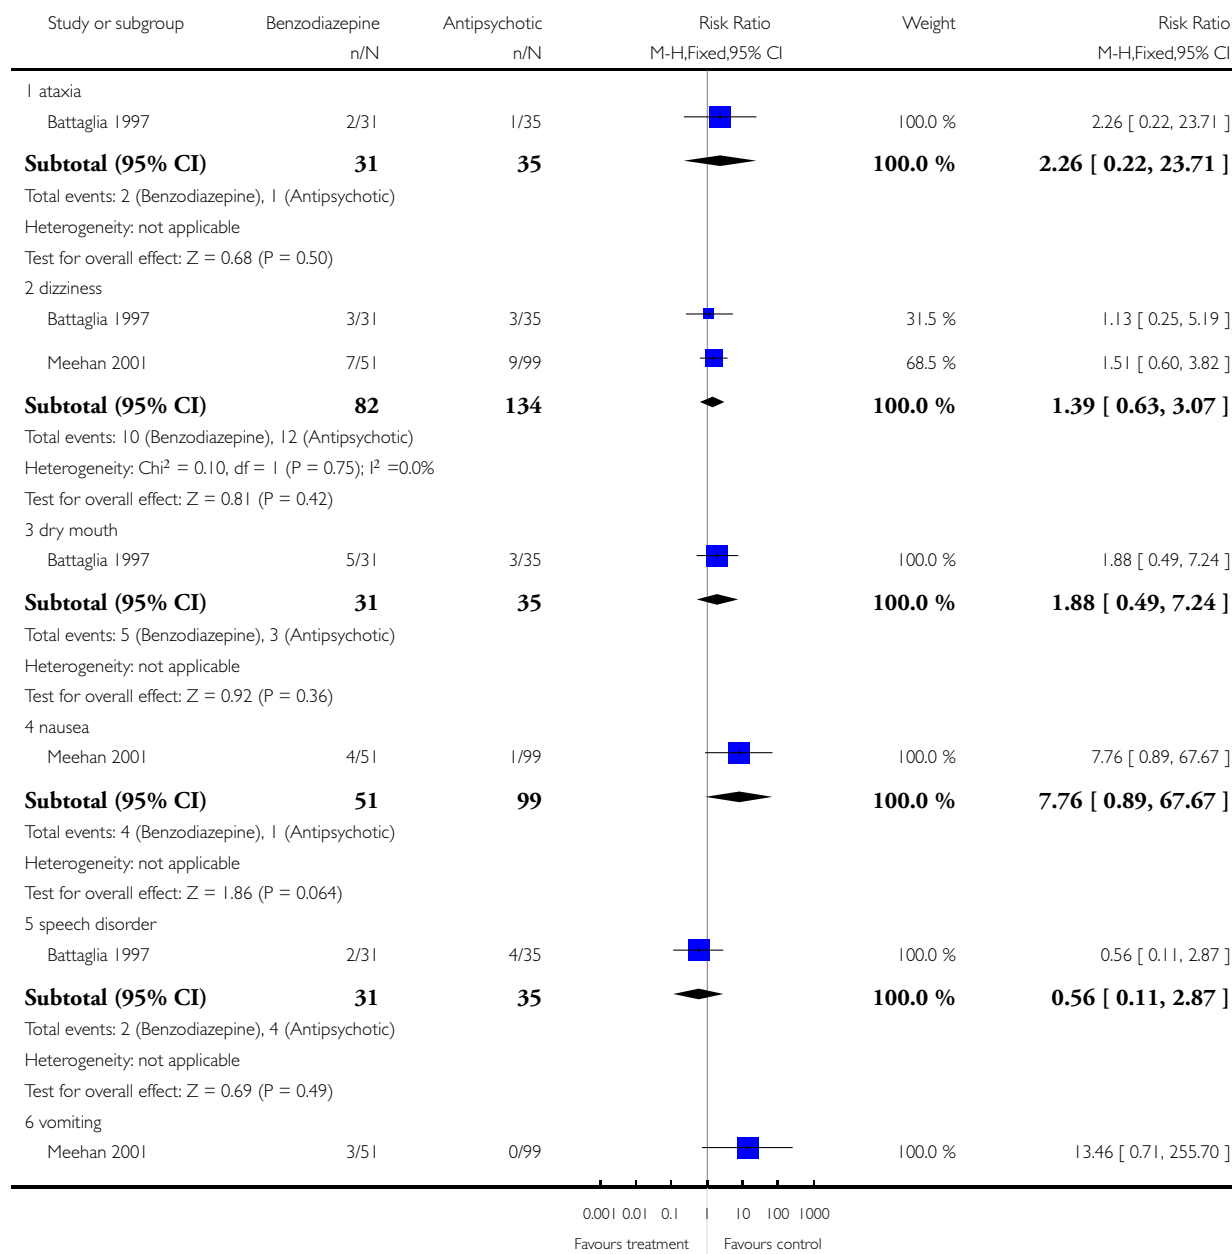 Study or subgroup Benzodiazepine Antipsychotic Risk Ratio Weight Risk Ratio
n/N n/N M-H,Fixed,95% CI M-H,Fixed,95% CI
1 ataxia
Battaglia 1997 2/31 1/35 100.0 % 2.26 [ 0.22, 23.71 ]
Subtotal (95% CI) 31 35 100.0 % 2.26 [ 0.22, 23.71 ]
Total events: 2 (Benzodiazepine), 1 (Antipsychotic)
Heterogeneity: not applicable
Test for overall effect: Z = 0.68 (P = 0.50)
2 dizziness
Battaglia 1997 3/31 3/35 31.5 % 1.13 [ 0.25, 5.19 ]
Meehan 2001 7/51 9/99 68.5 % 1.51 [ 0.60, 3.82 ]
Subtotal (95% CI) 82 134 100.0 % 1.39 [ 0.63, 3.07 ]
Total events: 10 (Benzodiazepine), 12 (Antipsychotic)
Heterogeneity: Chi² = 0.10, df = 1 (P = 0.75); I² =0.0%
Test for overall effect: Z = 0.81 (P = 0.42)
3 dry mouth
Battaglia 1997 5/31 3/35 100.0 % 1.88 [ 0.49, 7.24 ]
Subtotal (95% CI) 31 35 100.0 % 1.88 [ 0.49, 7.24 ]
Total events: 5 (Benzodiazepine), 3 (Antipsychotic)
Heterogeneity: not applicable
Test for overall effect: Z = 0.92 (P = 0.36)
4 nausea
Meehan 2001 4/51 1/99 100.0 % 7.76 [ 0.89, 67.67 ]
Subtotal (95% CI) 51 99 100.0 % 7.76 [ 0.89, 67.67 ]
Total events: 4 (Benzodiazepine), 1 (Antipsychotic)
Heterogeneity: not applicable
Test for overall effect: Z = 1.86 (P = 0.064)
5 speech disorder
Battaglia 1997 2/31 4/35 100.0 % 0.56 [ 0.11, 2.87 ]
Subtotal (95% CI) 31 35 100.0 % 0.56 [ 0.11, 2.87 ]
Total events: 2 (Benzodiazepine), 4 (Antipsychotic)
Heterogeneity: not applicable
Test for overall effect: Z = 0.69 (P = 0.49)
6 vomiting
Meehan 2001 3/51 0/99 100.0 % 13.46 [ 0.71, 255.70 ]
0.001 0.01 0.1 1 10 100 1000
Favours treatment Favours control